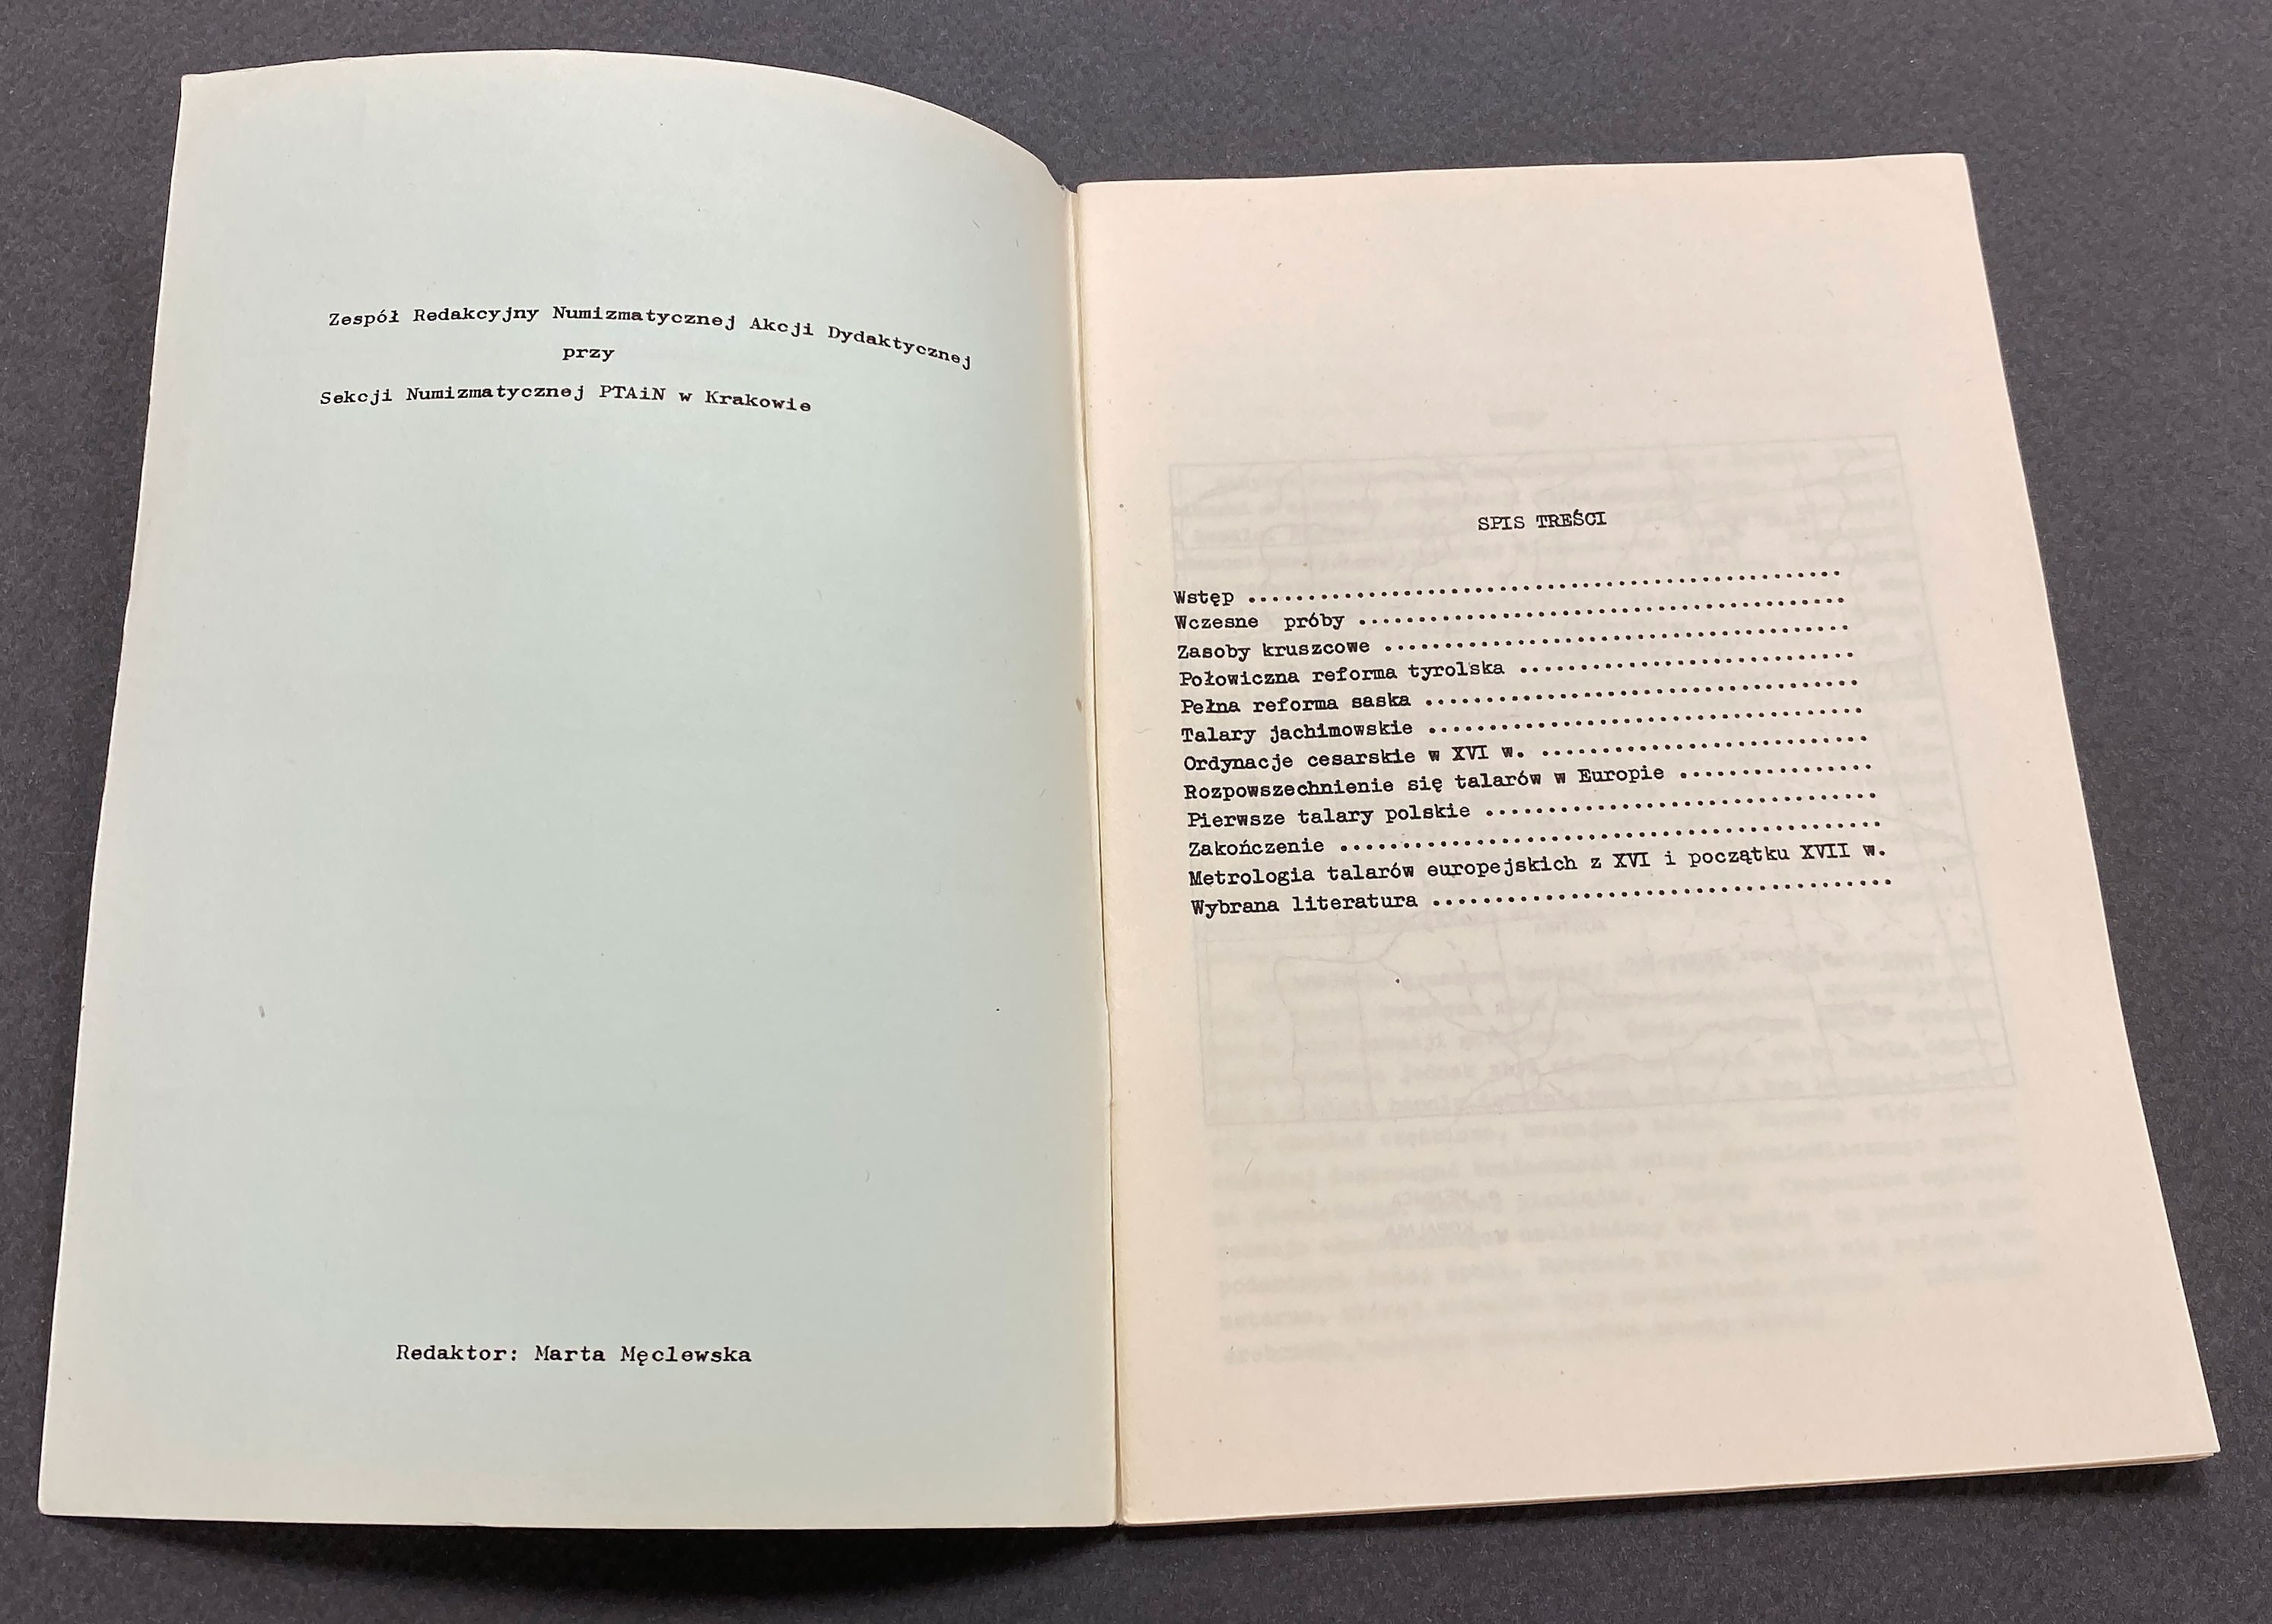 Zespół Redakcyjny Numizmatycznej Akcji Dydaktycznej
przy
Sekcji Numizmatycznej PTAiN w Krakowie
Redaktor: Marta Męclewska
SPIS TREŚCI
Wstęp ..................................................
Wczesne próby .........................................
Zasoby kruszcowe .......................................
Połowiczna reforma tyrolska ...........................
Pełna reforma saska ...................................
Talary jachimowskie ...................................
Ordynacje cesarskie w XVI w. ..........................
Rozpowszechnienie się talarów w Europie ................
Pierwsze talary polskie ................................
Zakończenie ............................................
Metrologia talarów europejskich z XVI i początku XVII w.
Wybrana literatura .....................................